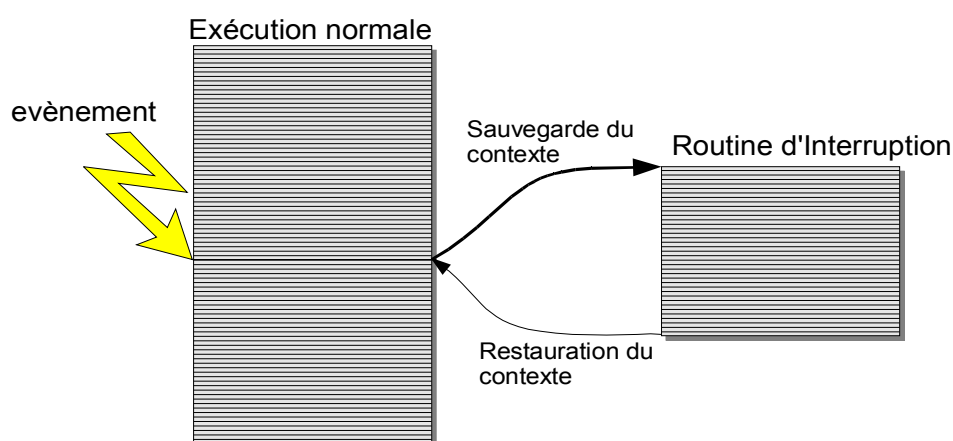 Exécution normale
evènement
Sauvegarde du
contexte
Routine d'Interruption
Restauration du
contexte